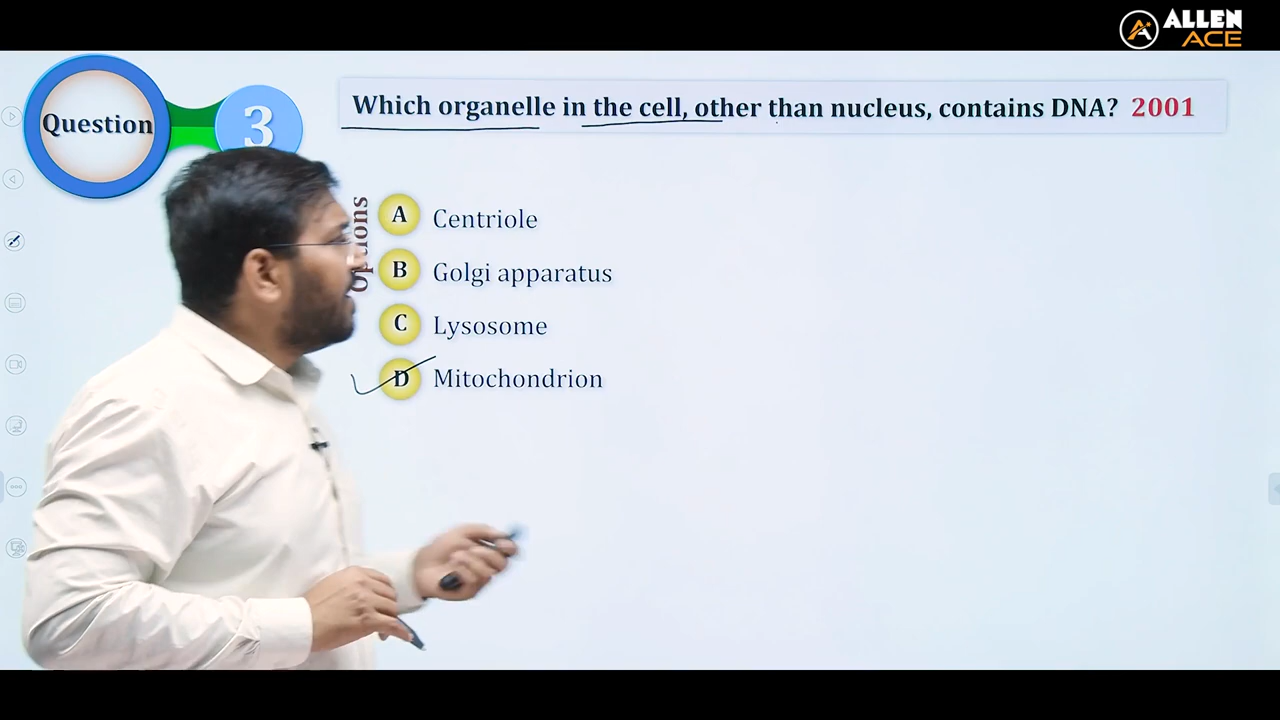 ALLEN
ACE
Question
3
Which organelle in the cell, other than nucleus, contains DNA? 2001
Options
A Centriole
B Golgi apparatus
C Lysosome
D Mitochondrion